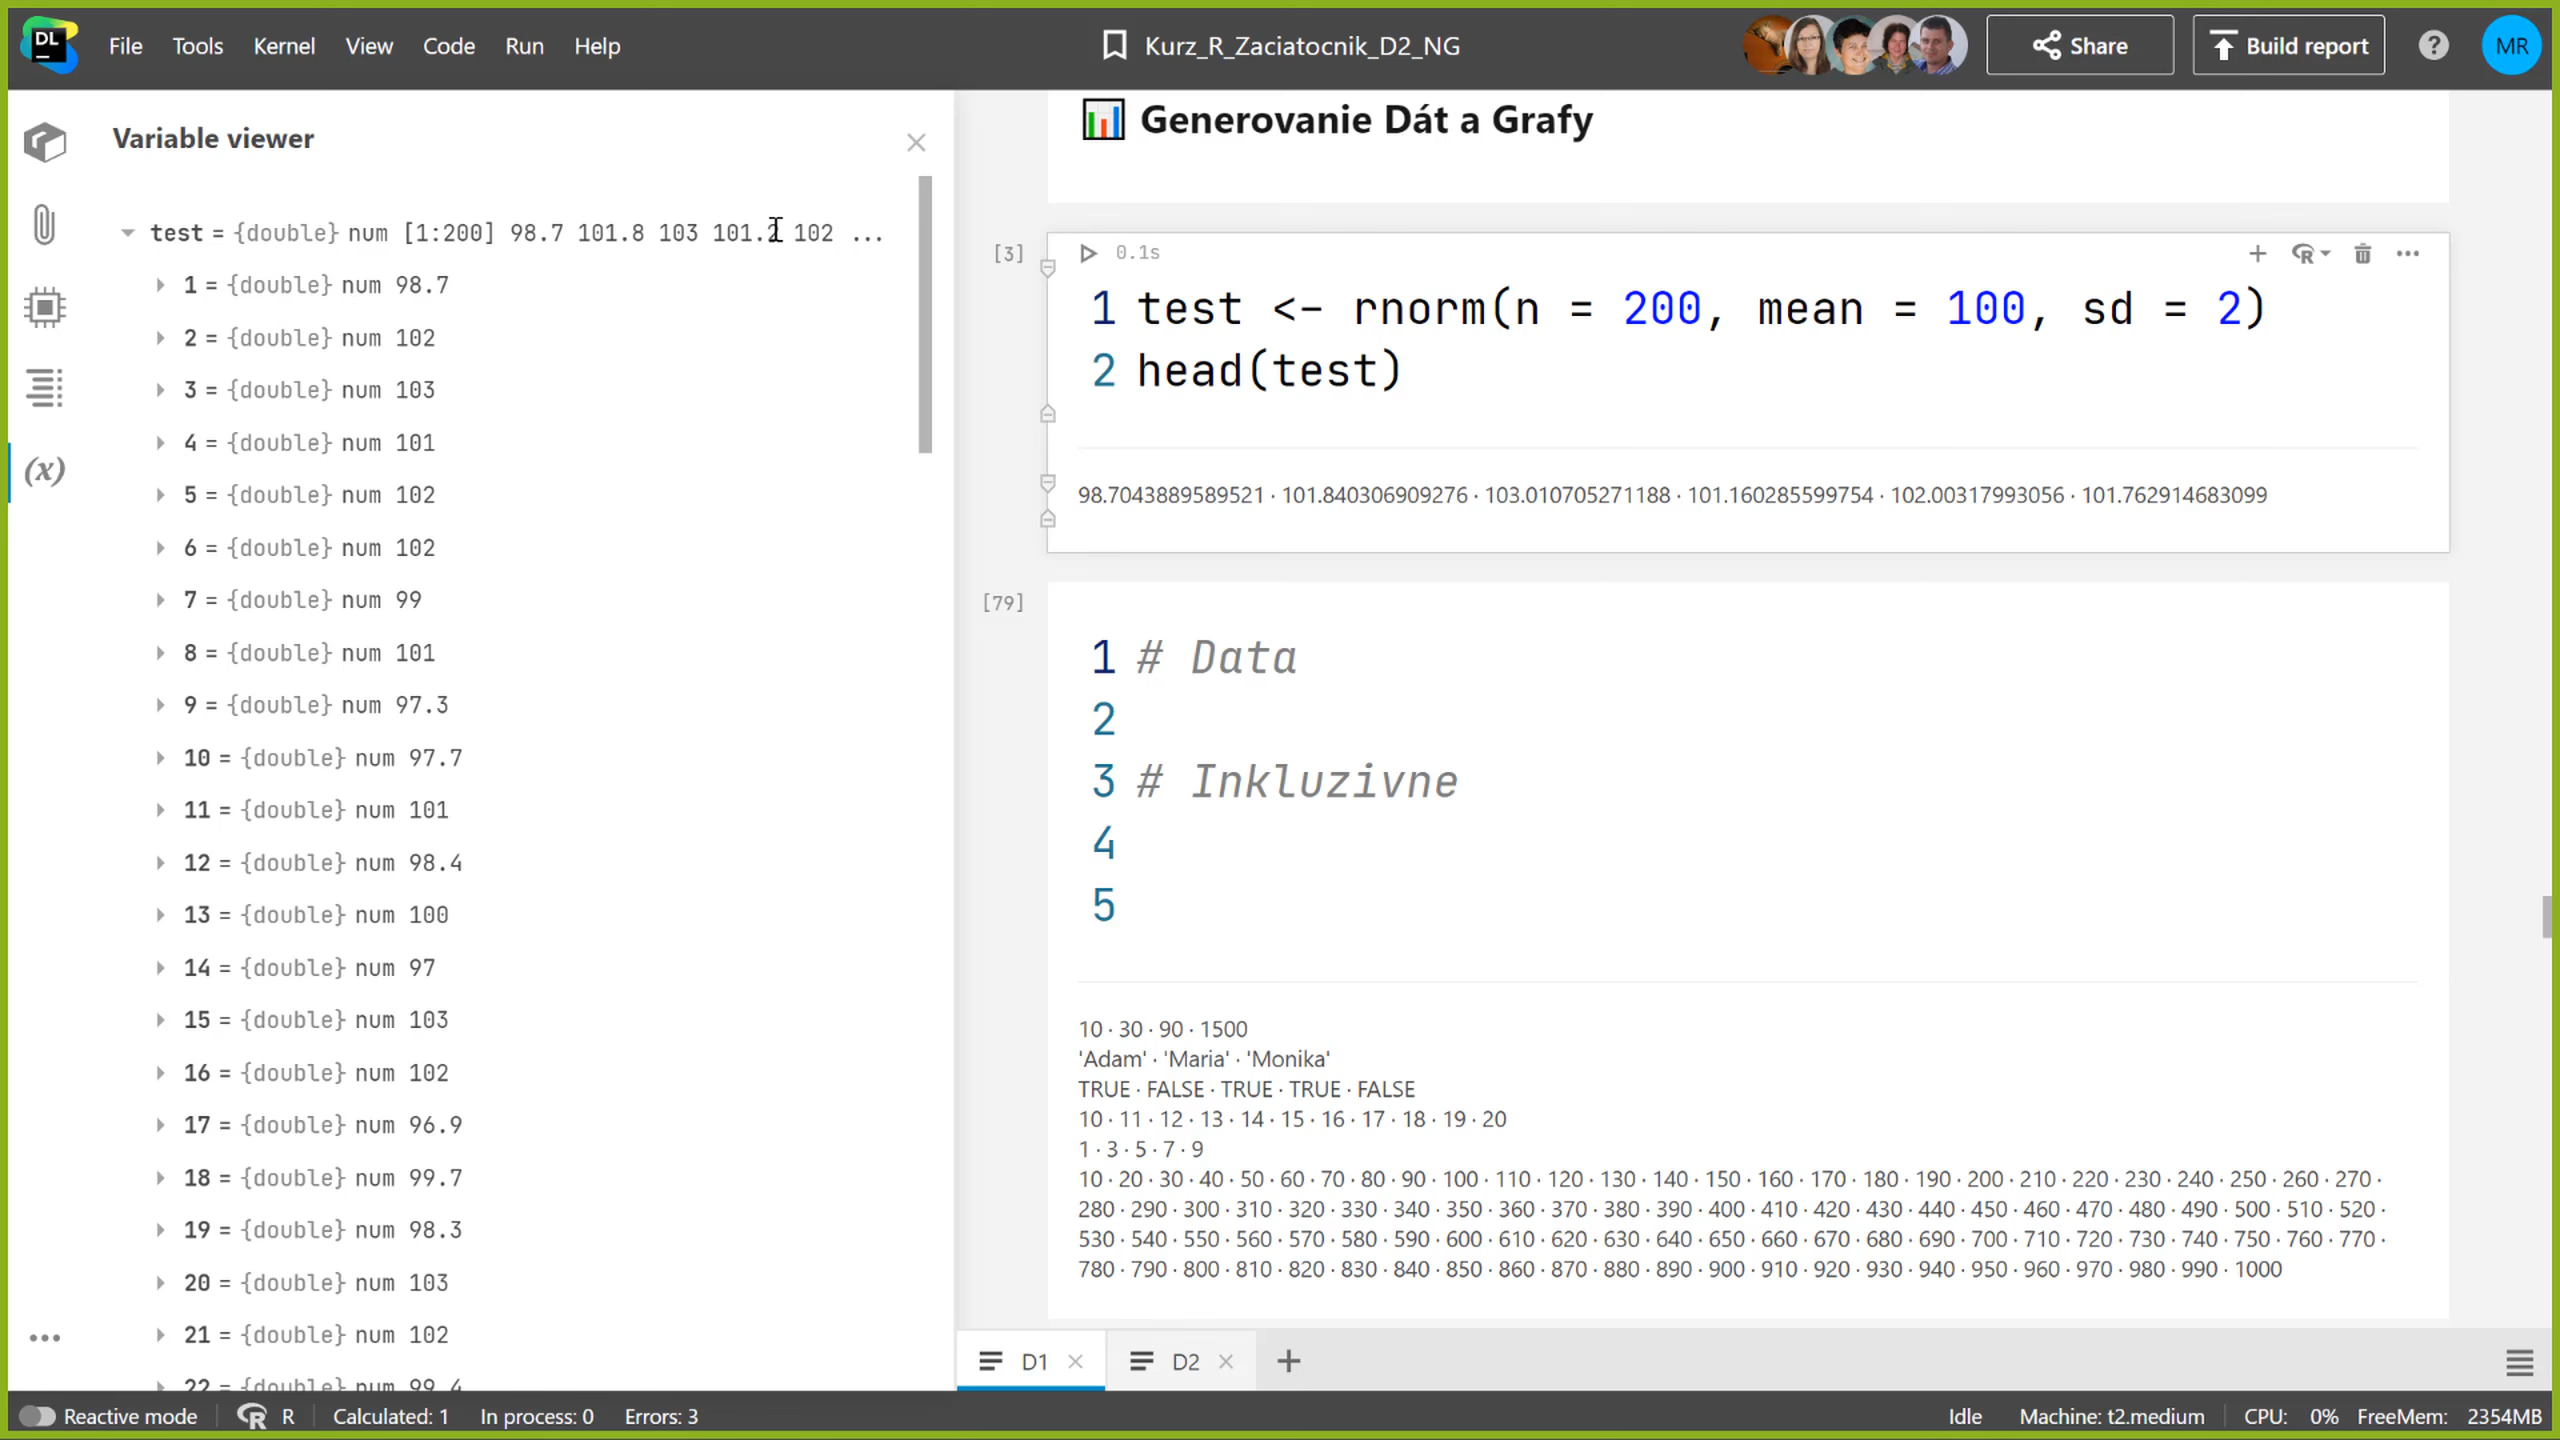 DL File Tools Kernel View Code Run Help Kurz_R_Zaciatocnik_D2_NG Share Build report ? MR
Variable viewer
test = {double} num [1:200] 98.7 101.8 103 101.2 102 ...
1 = {double} num 98.7
2 = {double} num 102
3 = {double} num 103
4 = {double} num 101
5 = {double} num 102
6 = {double} num 102
7 = {double} num 99
8 = {double} num 101
9 = {double} num 97.3
10 = {double} num 97.7
11 = {double} num 101
12 = {double} num 98.4
13 = {double} num 100
14 = {double} num 97
15 = {double} num 103
16 = {double} num 102
17 = {double} num 96.9
18 = {double} num 99.7
19 = {double} num 98.3
20 = {double} num 103
21 = {double} num 102
22 = {double} num 99.4
(x)
Generovanie Dát a Grafy
[3] 0.1s R
1 test <- rnorm(n = 200, mean = 100, sd = 2)
2 head(test)
98.7043889589521 · 101.840306909276 · 103.010705271188 · 101.160285599754 · 102.00317993056 · 101.762914683099
[79]
1 # Data
2
3 # Inkluzivne
4
5
10 · 30 · 90 · 1500
'Adam' · 'Maria' · 'Monika'
TRUE · FALSE · TRUE · TRUE · FALSE
10 · 11 · 12 · 13 · 14 · 15 · 16 · 17 · 18 · 19 · 20
1 · 3 · 5 · 7 · 9
10 · 20 · 30 · 40 · 50 · 60 · 70 · 80 · 90 · 100 · 110 · 120 · 130 · 140 · 150 · 160 · 170 · 180 · 190 · 200 · 210 · 220 · 230 · 240 · 250 · 260 · 270 ·
280 · 290 · 300 · 310 · 320 · 330 · 340 · 350 · 360 · 370 · 380 · 390 · 400 · 410 · 420 · 430 · 440 · 450 · 460 · 470 · 480 · 490 · 500 · 510 · 520 ·
530 · 540 · 550 · 560 · 570 · 580 · 590 · 600 · 610 · 620 · 630 · 640 · 650 · 660 · 670 · 680 · 690 · 700 · 710 · 720 · 730 · 740 · 750 · 760 · 770 ·
780 · 790 · 800 · 810 · 820 · 830 · 840 · 850 · 860 · 870 · 880 · 890 · 900 · 910 · 920 · 930 · 940 · 950 · 960 · 970 · 980 · 990 · 1000
D1 D2
Reactive mode R R Calculated: 1 In process: 0 Errors: 3 Idle Machine: t2.medium CPU: 0% FreeMem: 2354MB